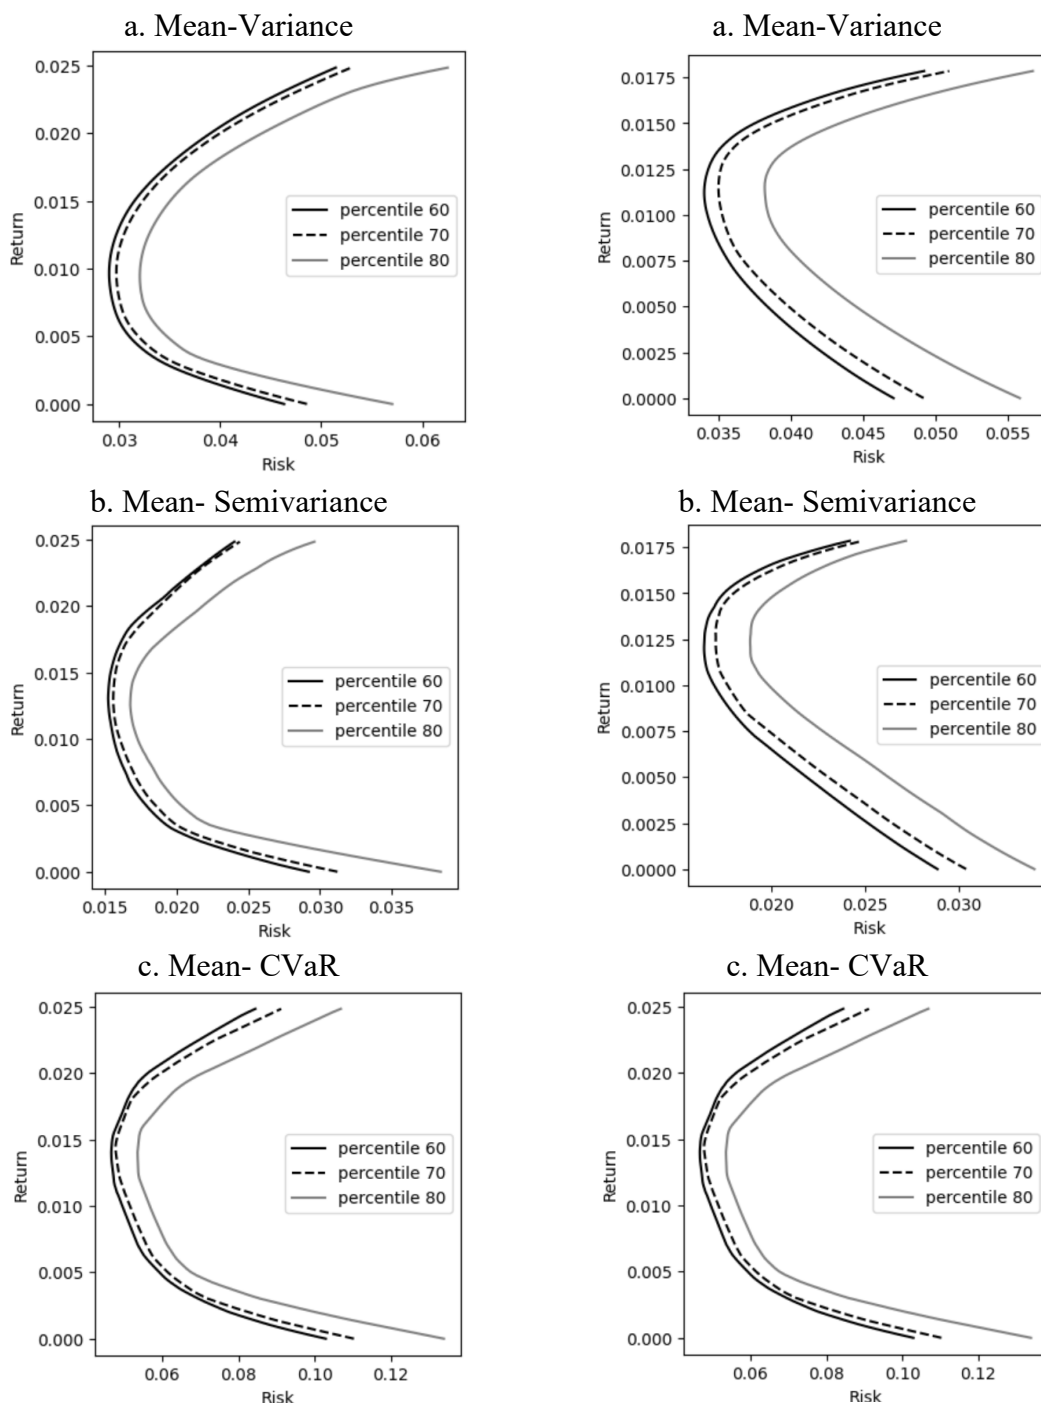 a. Mean-Variance
0.025
0.020
0.015
0.010
0.005
0.000
Return
percentile 60
percentile 70
percentile 80
0.03 0.04 0.05 0.06
Risk
a. Mean-Variance
0.0175
0.0150
0.0125
0.0100
0.0075
0.0050
0.0025
0.0000
Return
percentile 60
percentile 70
percentile 80
0.035 0.040 0.045 0.050 0.055
Risk
b. Mean- Semivariance
0.025
0.020
0.015
0.010
0.005
0.000
Return
percentile 60
percentile 70
percentile 80
0.015 0.020 0.025 0.030 0.035
Risk
b. Mean- Semivariance
0.0175
0.0150
0.0125
0.0100
0.0075
0.0050
0.0025
0.0000
Return
percentile 60
percentile 70
percentile 80
0.020 0.025 0.030
Risk
c. Mean- CVaR
0.025
0.020
0.015
0.010
0.005
0.000
Return
percentile 60
percentile 70
percentile 80
0.06 0.08 0.10 0.12
Risk
c. Mean- CVaR
0.025
0.020
0.015
0.010
0.005
0.000
Return
percentile 60
percentile 70
percentile 80
0.06 0.08 0.10 0.12
Risk